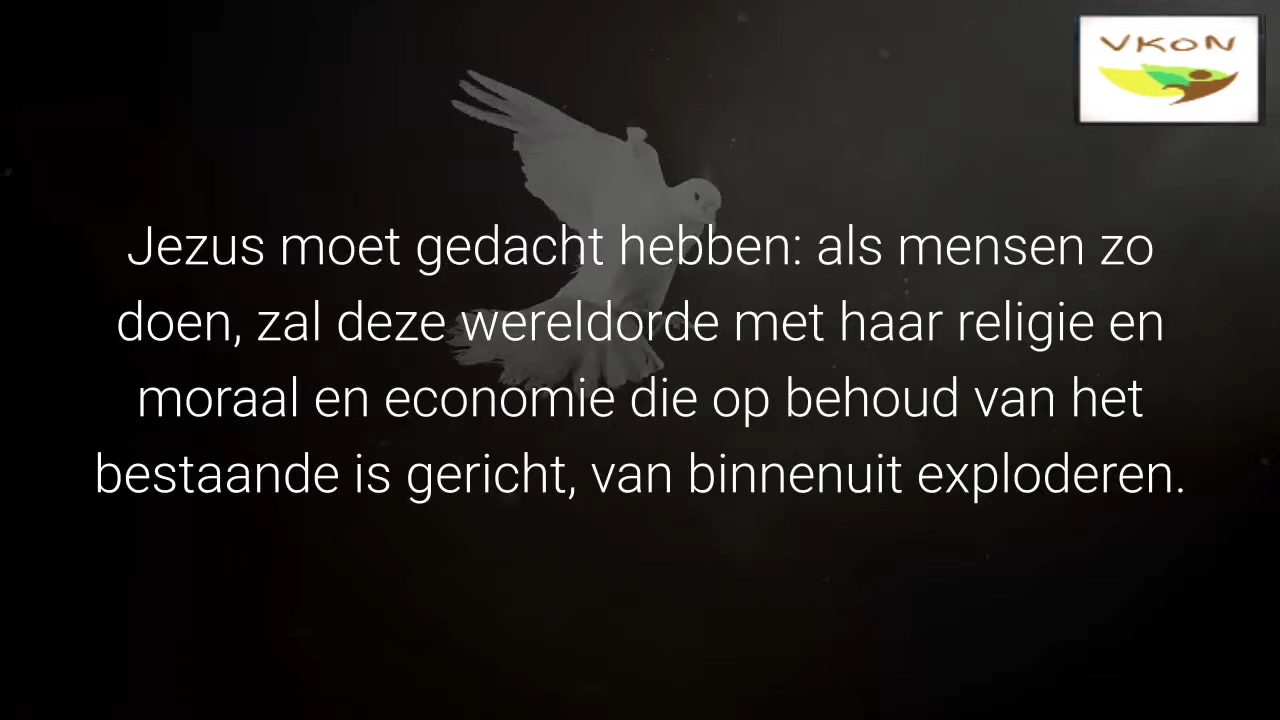 VKON
Jezus moet gedacht hebben: als mensen zo
doen, zal deze wereldorde met haar religie en
moraal en economie die op behoud van het
bestaande is gericht, van binnenuit exploderen.